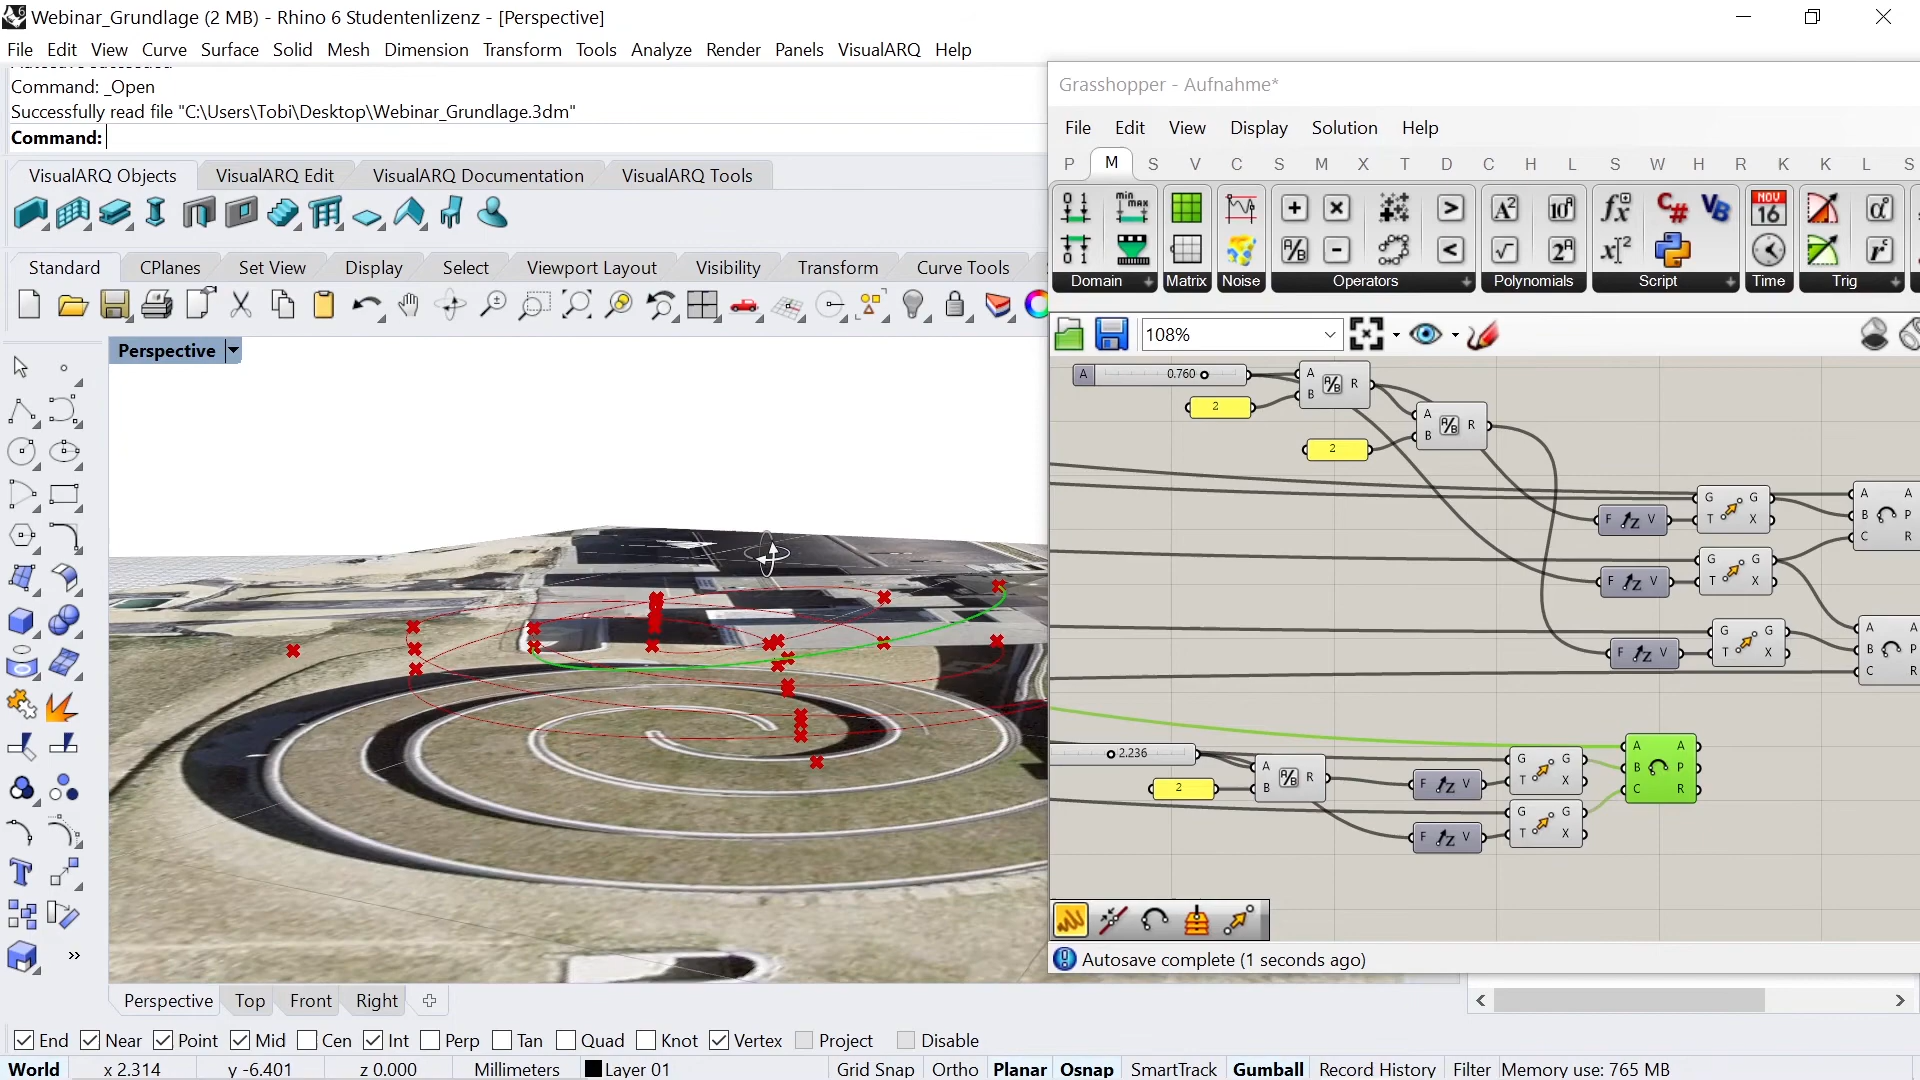 Webinar_Grundlage (2 MB) - Rhino 6 Studentenlizenz - [Perspective]
File Edit View Curve Surface Solid Mesh Dimension Transform Tools Analyze Render Panels VisualARQ Help
Command: _Open
Successfully read file "C:\Users\Tobi\Desktop\Webinar_Grundlage.3dm"
Command:
VisualARQ Objects VisualARQ Edit VisualARQ Documentation VisualARQ Tools
Standard CPlanes Set View Display Select Viewport Layout Visibility Transform Curve Tools
Perspective
Grasshopper - Aufnahme*
File Edit View Display Solution Help
P M S V C S M X T D C H L S W H R K K L S
Domain Matrix Noise Operators Polynomials Script Time Trig
108%
A 0.760
A B A/B R
2
A B A/B R
2
F Z V
G T G X
A B C A P R
F Z V
G T G X
F Z V
G T G X
A B C A P R
2.236
A B A/B R
2
F Z V
G T G X
A B C A P R
F Z V
G T G X
Autosave complete (1 seconds ago)
Perspective Top Front Right
End Near Point Mid Cen Int Perp Tan Quad Knot Vertex Project Disable
World x 2.314 y -6.401 z 0.000 Millimeters Layer 01 Grid Snap Ortho Planar Osnap SmartTrack Gumball Record History Filter Memory use: 765 MB